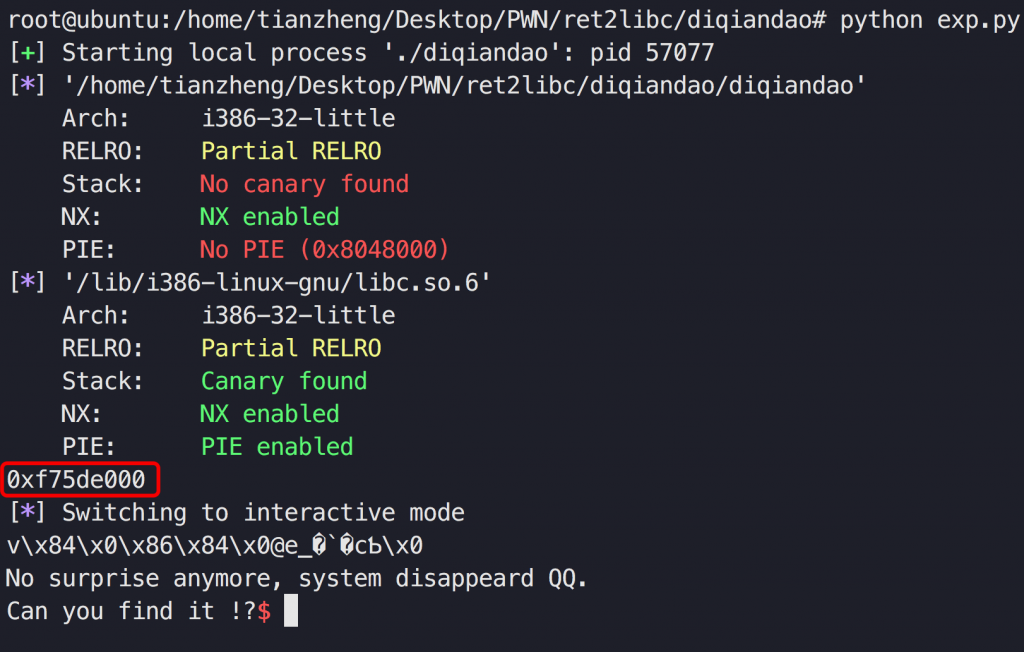 root@ubuntu:/home/tianzheng/Desktop/PWN/ret2libc/diqiandao# python exp.py
[+] Starting local process './diqiandao': pid 57077
[*] '/home/tianzheng/Desktop/PWN/ret2libc/diqiandao/diqiandao'
    Arch:     i386-32-little
    RELRO:    Partial RELRO
    Stack:    No canary found
    NX:       NX enabled
    PIE:      No PIE (0x8048000)
[*] '/lib/i386-linux-gnu/libc.so.6'
    Arch:     i386-32-little
    RELRO:    Partial RELRO
    Stack:    Canary found
    NX:       NX enabled
    PIE:      PIE enabled
0xf75de000
[*] Switching to interactive mode
v\x84\x0\x86\x84\x0@e_�`�cѢ\x0
No surprise anymore, system disappeard QQ.
Can you find it !?$